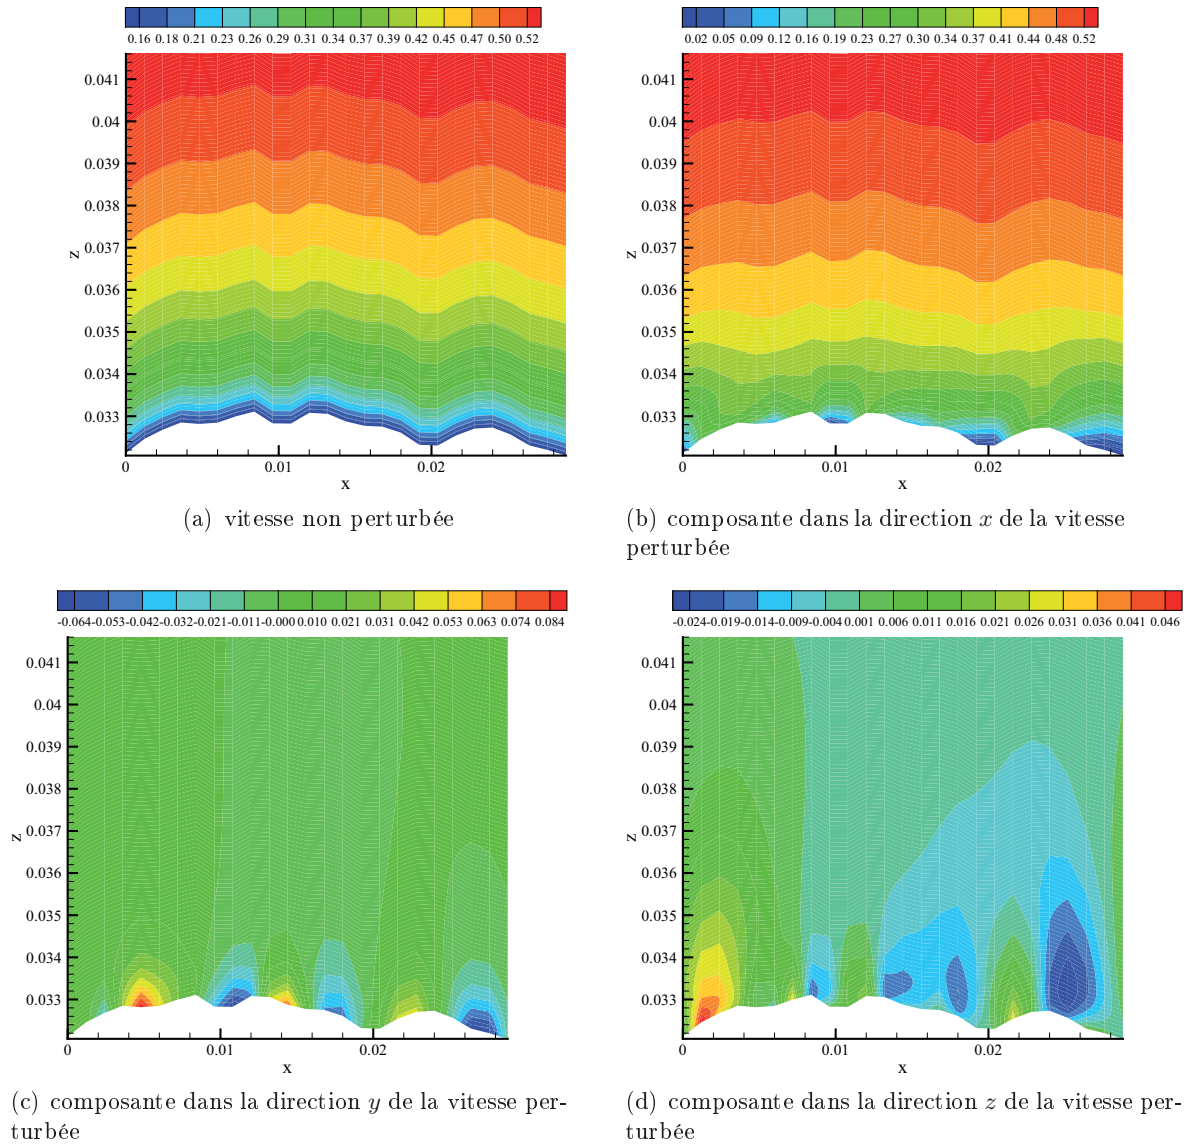 0.16 0.18 0.21 0.23 0.26 0.29 0.31 0.34 0.37 0.39 0.42 0.45 0.47 0.50 0.52
0.041
0.04
0.039
0.038
0.037
0.036
0.035
0.034
0.033
z
0 0.01 0.02
x
(a) vitesse non perturbée
0.02 0.05 0.09 0.12 0.16 0.19 0.23 0.27 0.30 0.34 0.37 0.41 0.44 0.48 0.52
0.041
0.04
0.039
0.038
0.037
0.036
0.035
0.034
0.033
z
0 0.01 0.02
x
(b) composante dans la direction x de la vitesse
perturbée
-0.064-0.053-0.042-0.032-0.021-0.011-0.000 0.010 0.021 0.031 0.042 0.053 0.063 0.074 0.084
0.041
0.04
0.039
0.038
0.037
0.036
0.035
0.034
0.033
z
0 0.01 0.02
x
(c) composante dans la direction y de la vitesse per-
turbée
-0.024-0.019-0.014-0.009-0.004 0.001 0.006 0.011 0.016 0.021 0.026 0.031 0.036 0.041 0.046
0.041
0.04
0.039
0.038
0.037
0.036
0.035
0.034
0.033
z
0 0.01 0.02
x
(d) composante dans la direction z de la vitesse per-
turbée